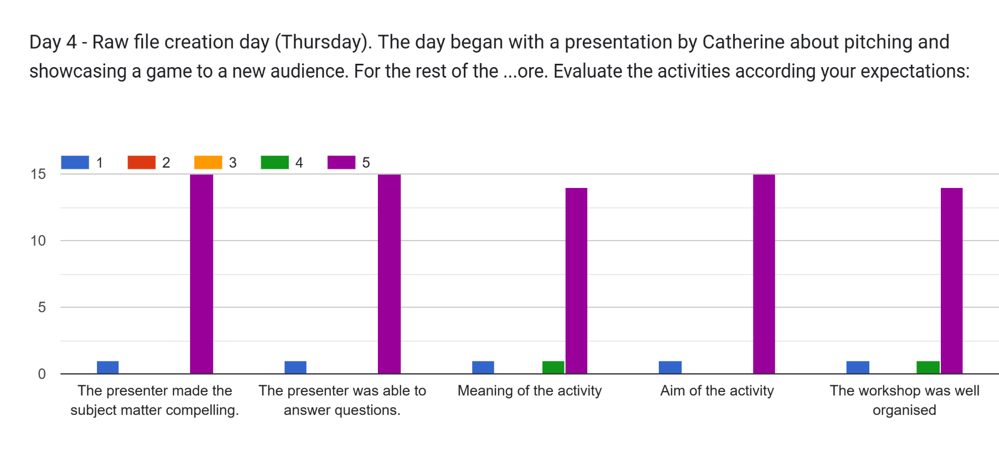 Day 4 - Raw file creation day (Thursday). The day began with a presentation by Catherine about pitching and
showcasing a game to a new audience. For the rest of the ...ore. Evaluate the activities according your expectations:
1 2 3 4 5
15
10
5
0
The presenter made the
subject matter compelling.
The presenter was able to
answer questions.
Meaning of the activity
Aim of the activity
The workshop was well
organised